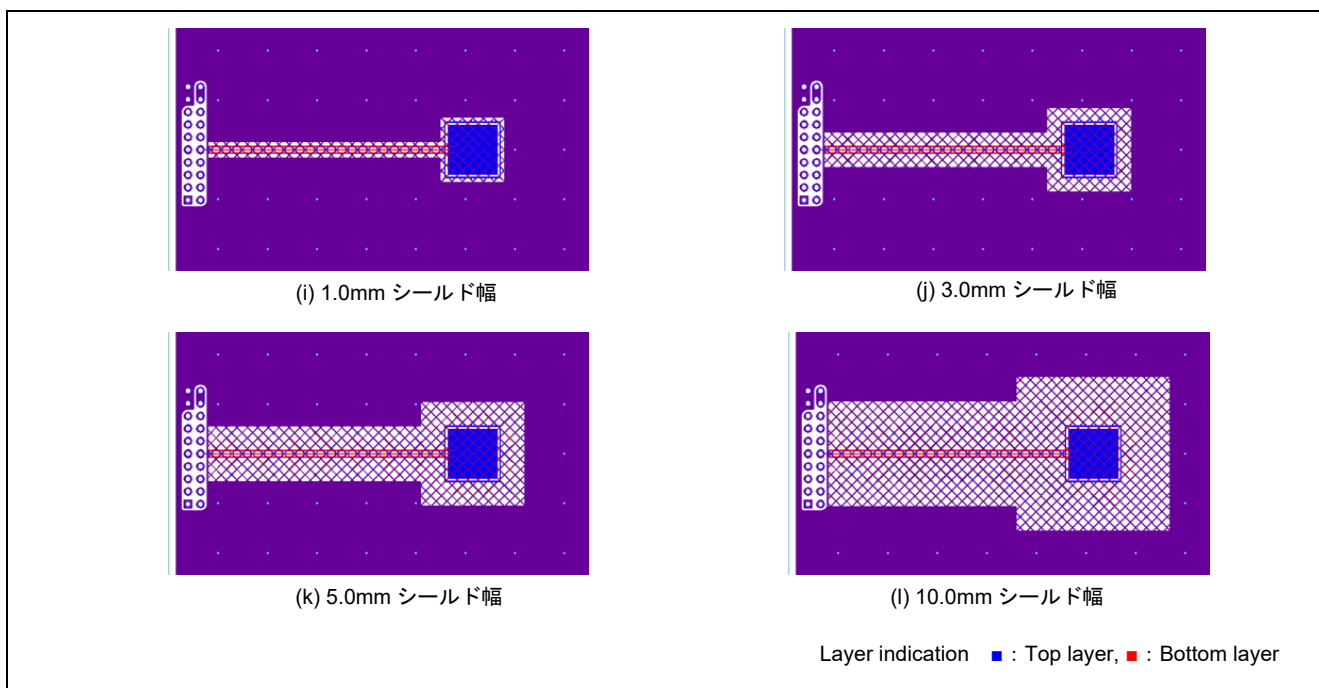 (i) 1.0mm シールド幅
(j) 3.0mm シールド幅
(k) 5.0mm シールド幅
(l) 10.0mm シールド幅
Layer indication ■ : Top layer, ■ : Bottom layer